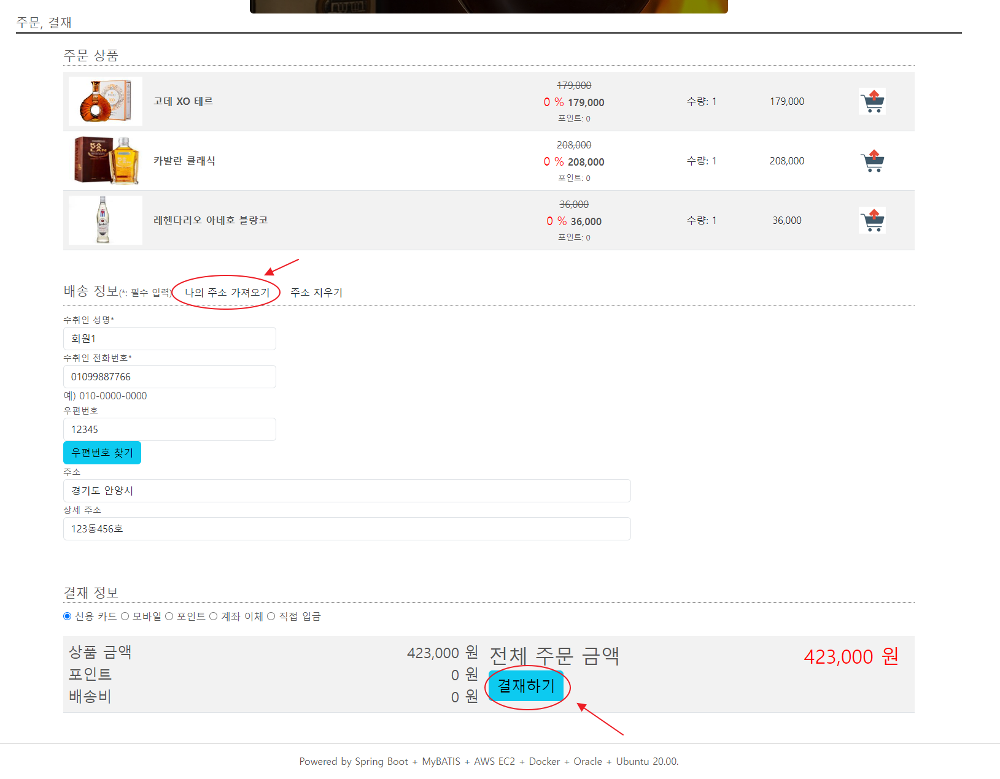 주문, 결재
주문 상품
고데 XO 테르
179,000
0 % 179,000
포인트: 0
수량: 1
179,000
KA
VA
LAN
카발란 클래식
208,000
0 % 208,000
포인트: 0
수량: 1
208,000
레헨다리오 아네호 블랑코
36,000
0 % 36,000
포인트: 0
수량: 1
36,000
배송 정보(*: 필수 입력) 나의 주소 가져오기 주소 지우기
수취인 성명*
회원1
수취인 전화번호*
01099887766
예) 010-0000-0000
우편번호
12345
우편번호 찾기
주소
경기도 안양시
상세 주소
123동456호
결재 정보
신용 카드 모바일 포인트 계좌 이체 직접 입금
상품 금액 423,000 원
포인트 0 원
배송비 0 원
전체 주문 금액 423,000 원
결재하기
Powered by Spring Boot + MyBATIS + AWS EC2 + Docker + Oracle + Ubuntu 20.00.